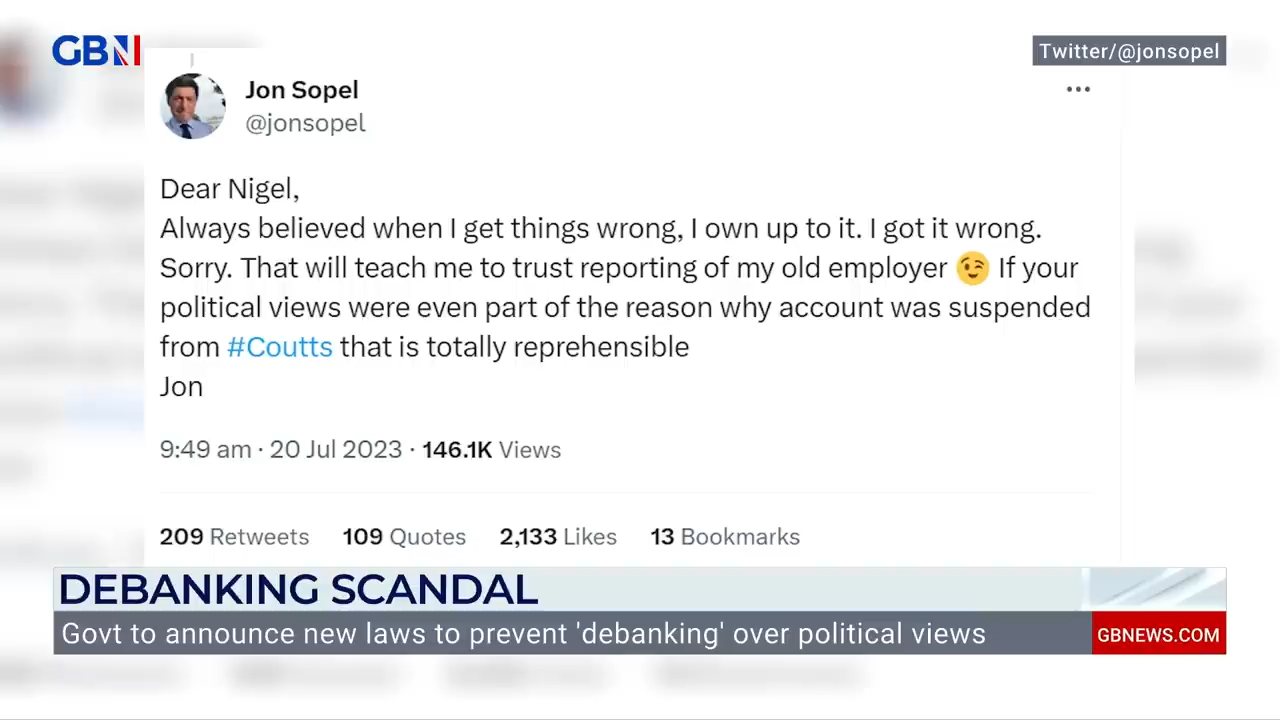 GBN
Twitter/@jonsopel
Jon Sopel
@jonsopel
Dear Nigel,
Always believed when I get things wrong, I own up to it. I got it wrong.
Sorry. That will teach me to trust reporting of my old employer 😉 If your
political views were even part of the reason why account was suspended
from #Coutts that is totally reprehensible
Jon
9:49 am · 20 Jul 2023 · 146.1K Views
209 Retweets 109 Quotes 2,133 Likes 13 Bookmarks
DEBANKING SCANDAL
Govt to announce new laws to prevent 'debanking' over political views
GBNEWS.COM